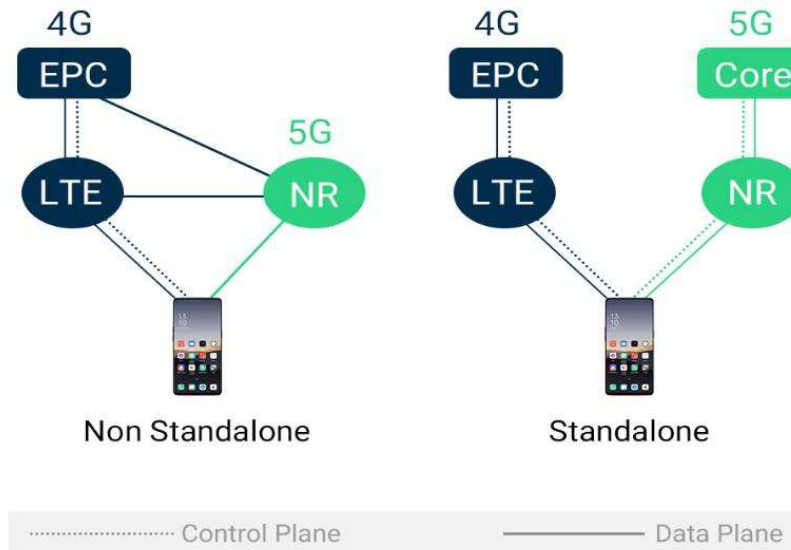 4G
EPC
5G
LTE
NR
Non Standalone
4G
5G
EPC
Core
LTE
NR
Standalone
Control Plane
Data Plane